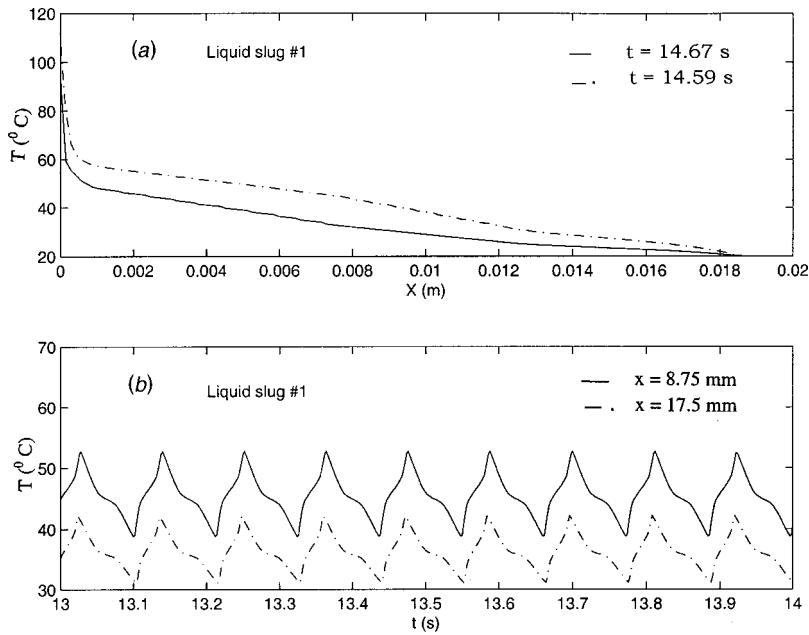 120
(a)
Liquid slug #1
t = 14.67 s
t = 14.59 s
100
80
60
40
20
T (⁰ C)
0 0.002 0.004 0.006 0.008 0.01 0.012 0.014 0.016 0.018 0.02
X (m)
70
(b)
Liquid slug #1
x = 8.75 mm
x = 17.5 mm
60
50
40
30
T (⁰ C)
13 13.1 13.2 13.3 13.4 13.5 13.6 13.7 13.8 13.9 14
t (s)